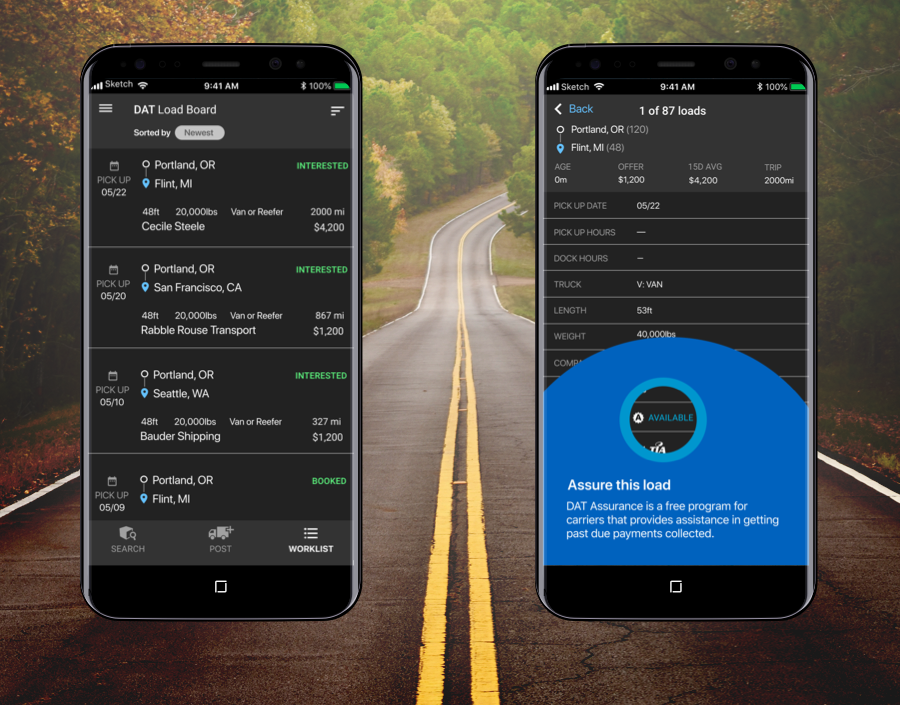 Sketch 9:41 AM 100%
DAT Load Board
Sorted by Newest
PICK UP
05/22
Portland, OR
Flint, MI
INTERESTED
48ft 20,000lbs Van or Reefer 2000 mi
Cecile Steele $4,200
PICK UP
05/20
Portland, OR
San Francisco, CA
INTERESTED
48ft 20,000lbs Van or Reefer 867 mi
Rabble Rouse Transport $1,200
PICK UP
05/10
Portland, OR
Seattle, WA
INTERESTED
48ft 20,000lbs Van or Reefer 327 mi
Bauder Shipping $1,200
PICK UP
05/09
Portland, OR
Flint, MI
BOOKED
SEARCH POST WORKLIST
Sketch 9:41 AM 100%
Back 1 of 87 loads
Portland, OR (120)
Flint, MI (48)
AGE OFFER 15D AVG TRIP
0m $1,200 $4,200 2000mi
PICK UP DATE 05/22
PICK UP HOURS —
DOCK HOURS –
TRUCK V: VAN
LENGTH 53ft
WEIGHT 40,000lbs
A AVAILABLE
Assure this load
DAT Assurance is a free program for
carriers that provides assistance in getting
past due payments collected.